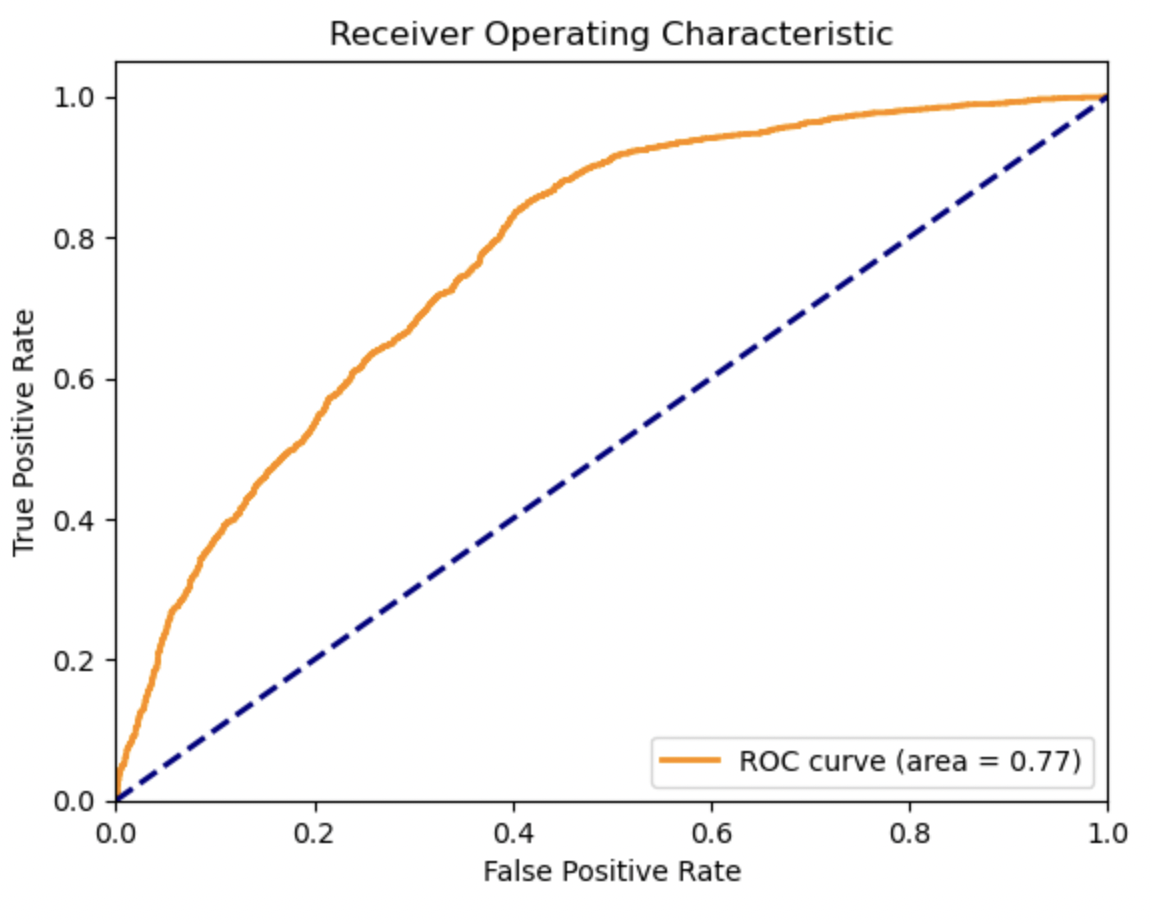 Receiver Operating Characteristic
True Positive Rate
1.0
0.8
0.6
0.4
0.2
0.0
ROC curve (area = 0.77)
0.0 0.2 0.4 0.6 0.8 1.0
False Positive Rate